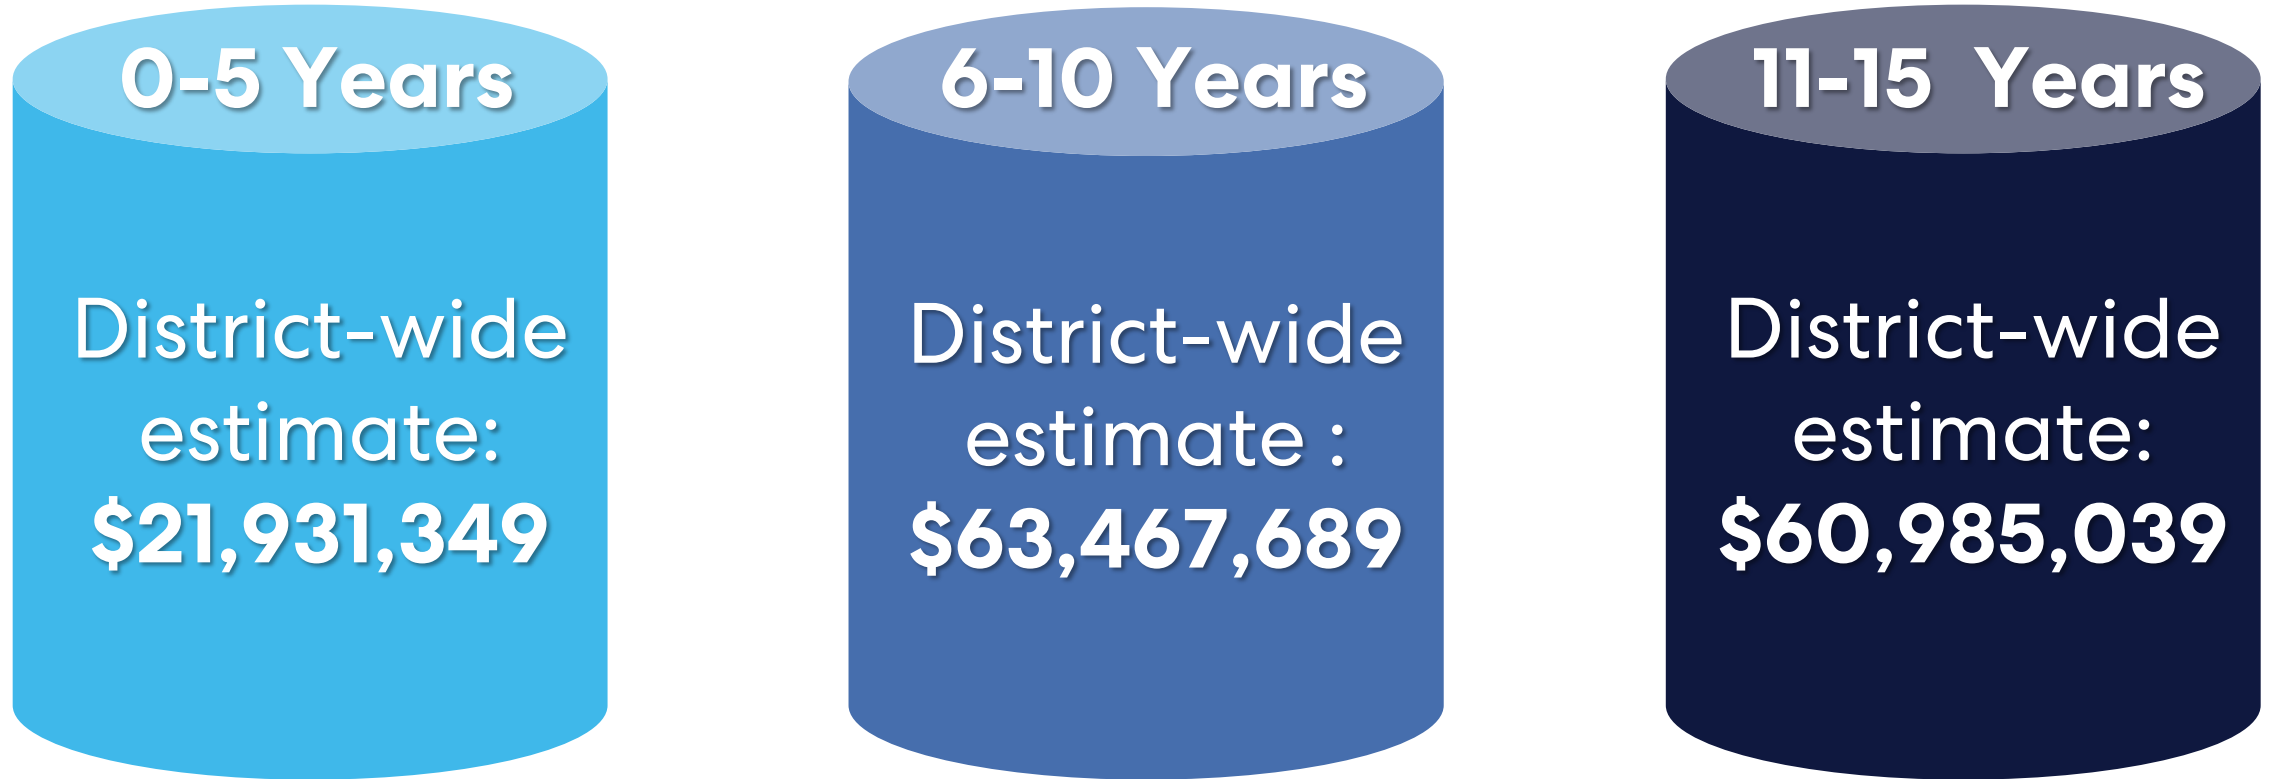 0-5 Years
District-wide
estimate:
$21,931,349
6-10 Years
District-wide
estimate :
$63,467,689
11-15  Years
District-wide
estimate:
$60,985,039